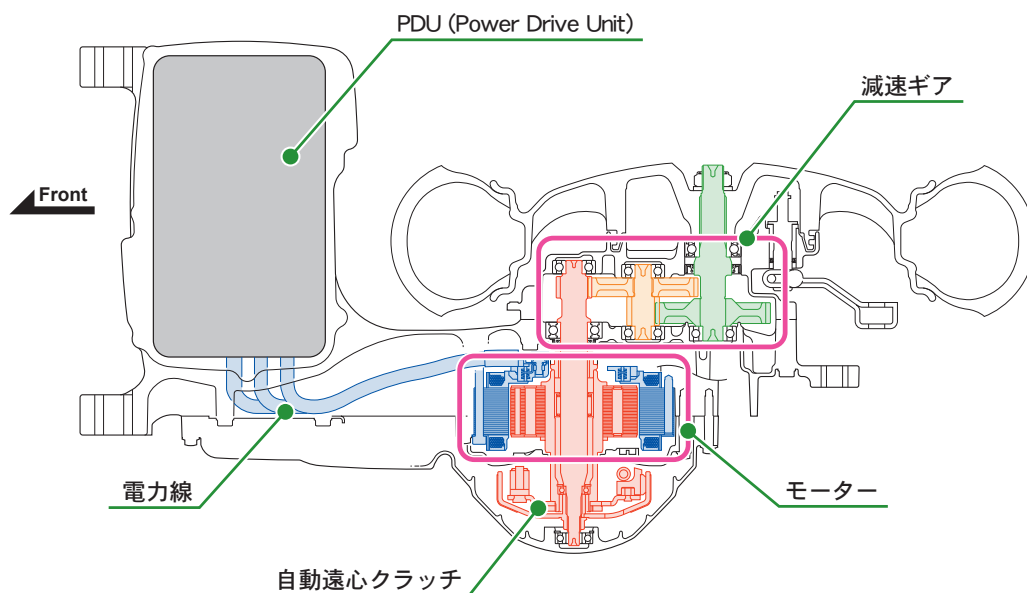 PDU (Power Drive Unit)
減速ギア
Front
電力線
モーター
自動遠心クラッチ